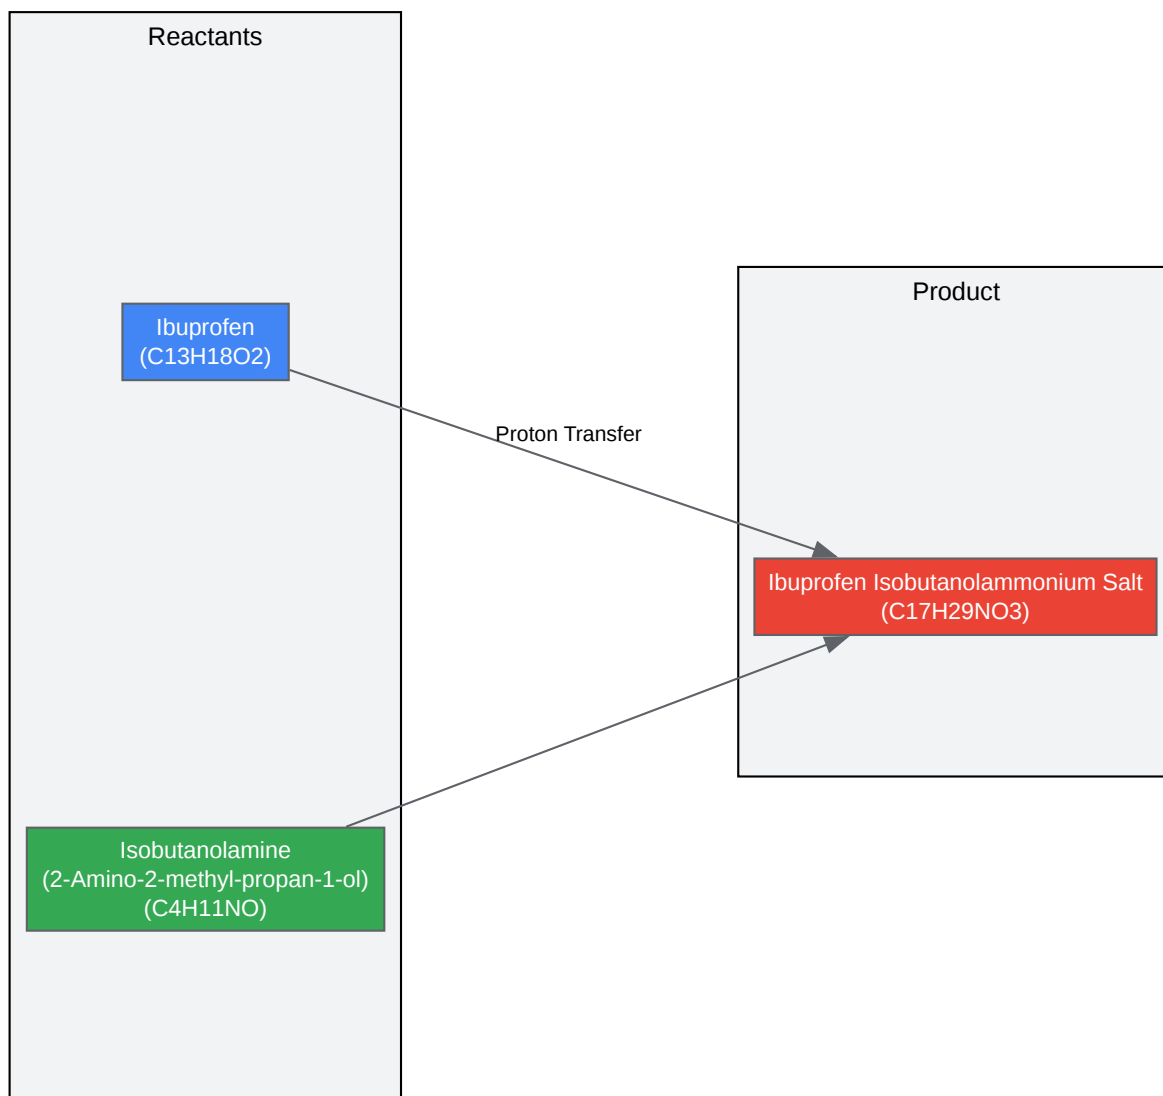 Reactants
Ibuprofen
(C13H18O2)
Proton Transfer
Isobutanolamine
(2-Amino-2-methyl-propan-1-ol)
(C4H11NO)
Product
Ibuprofen Isobutanolammonium Salt
(C17H29NO3)